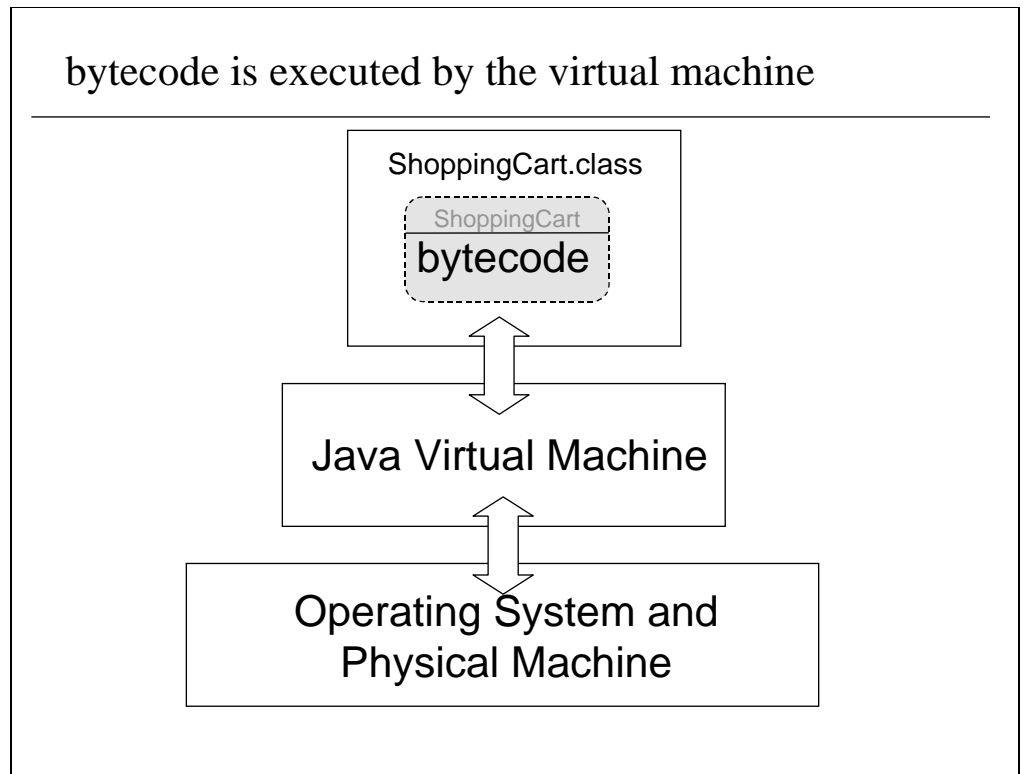 bytecode is executed by the virtual machine
ShoppingCart.class
ShoppingCart
bytecode
Java Virtual Machine
Operating System and
Physical Machine